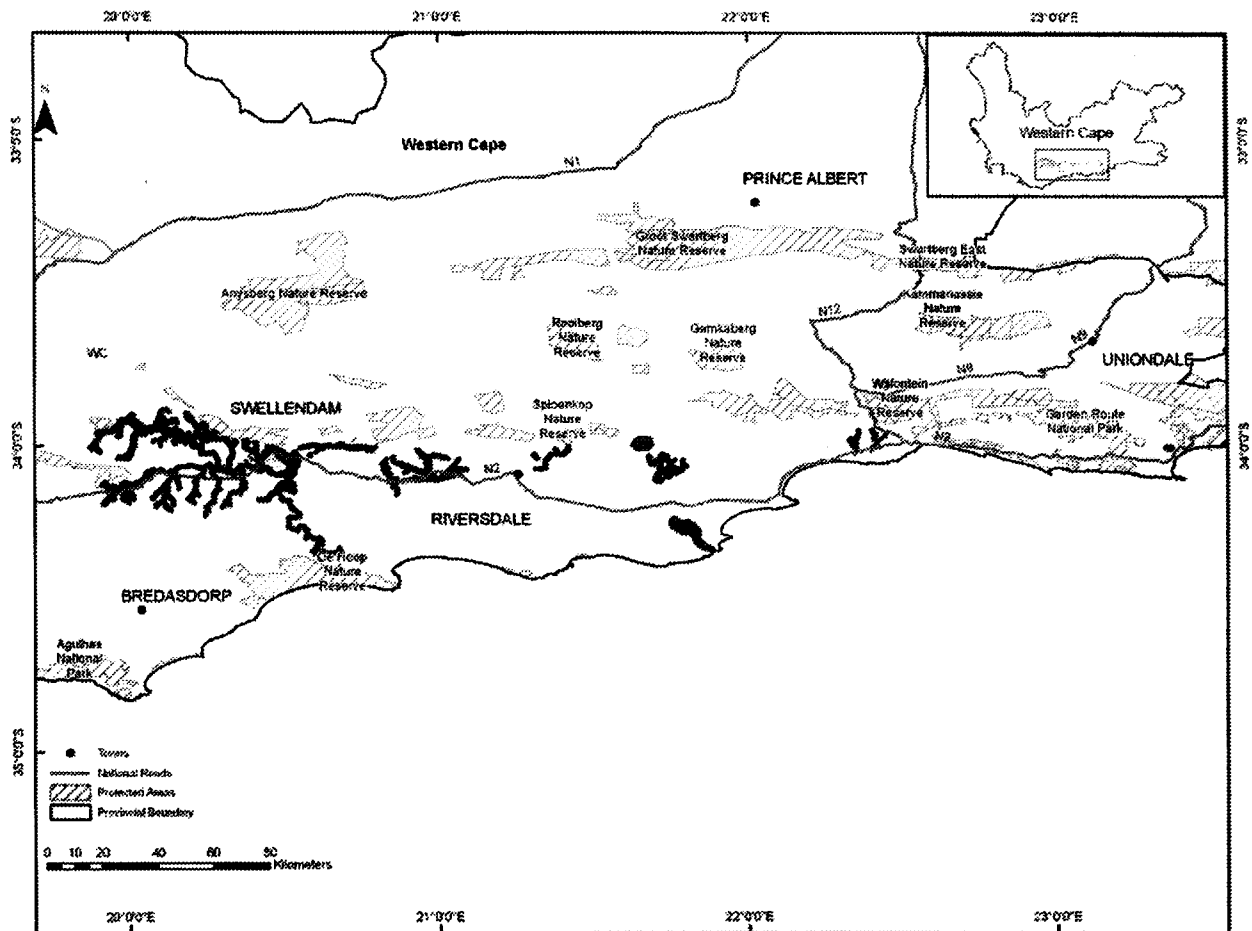 20°0'0"E
21°0'0"E
22°0'0"E
23°0'0"E
33°0'0"S
Western Cape
N1
PRINCE ALBERT
Western Cape
Groot Swartberg
Nature Reserve
Swartberg East
Nature Reserve
Anysberg Nature Reserve
Kammanassie
Nature
Reserve
N12
Rooiberg
Nature
Reserve
Gamkaberg
Nature
Reserve
N9
WC
UNIONDALE
Nature
Reserve
SWELLENDAM
Spioenkop
Nature
Reserve
Garden Route
National Park
34°0'0"S
34°0'0"S
N2
N2
RIVERSDALE
De Hoop
Nature
Reserve
BREDASDORP
Agulhas
National
Park
35°0'0"S
Towns
National Roads
Protected Areas
Provincial Boundary
0 10 20 40 60 80
Kilometers
20°0'0"E
21°0'0"E
22°0'0"E
23°0'0"E